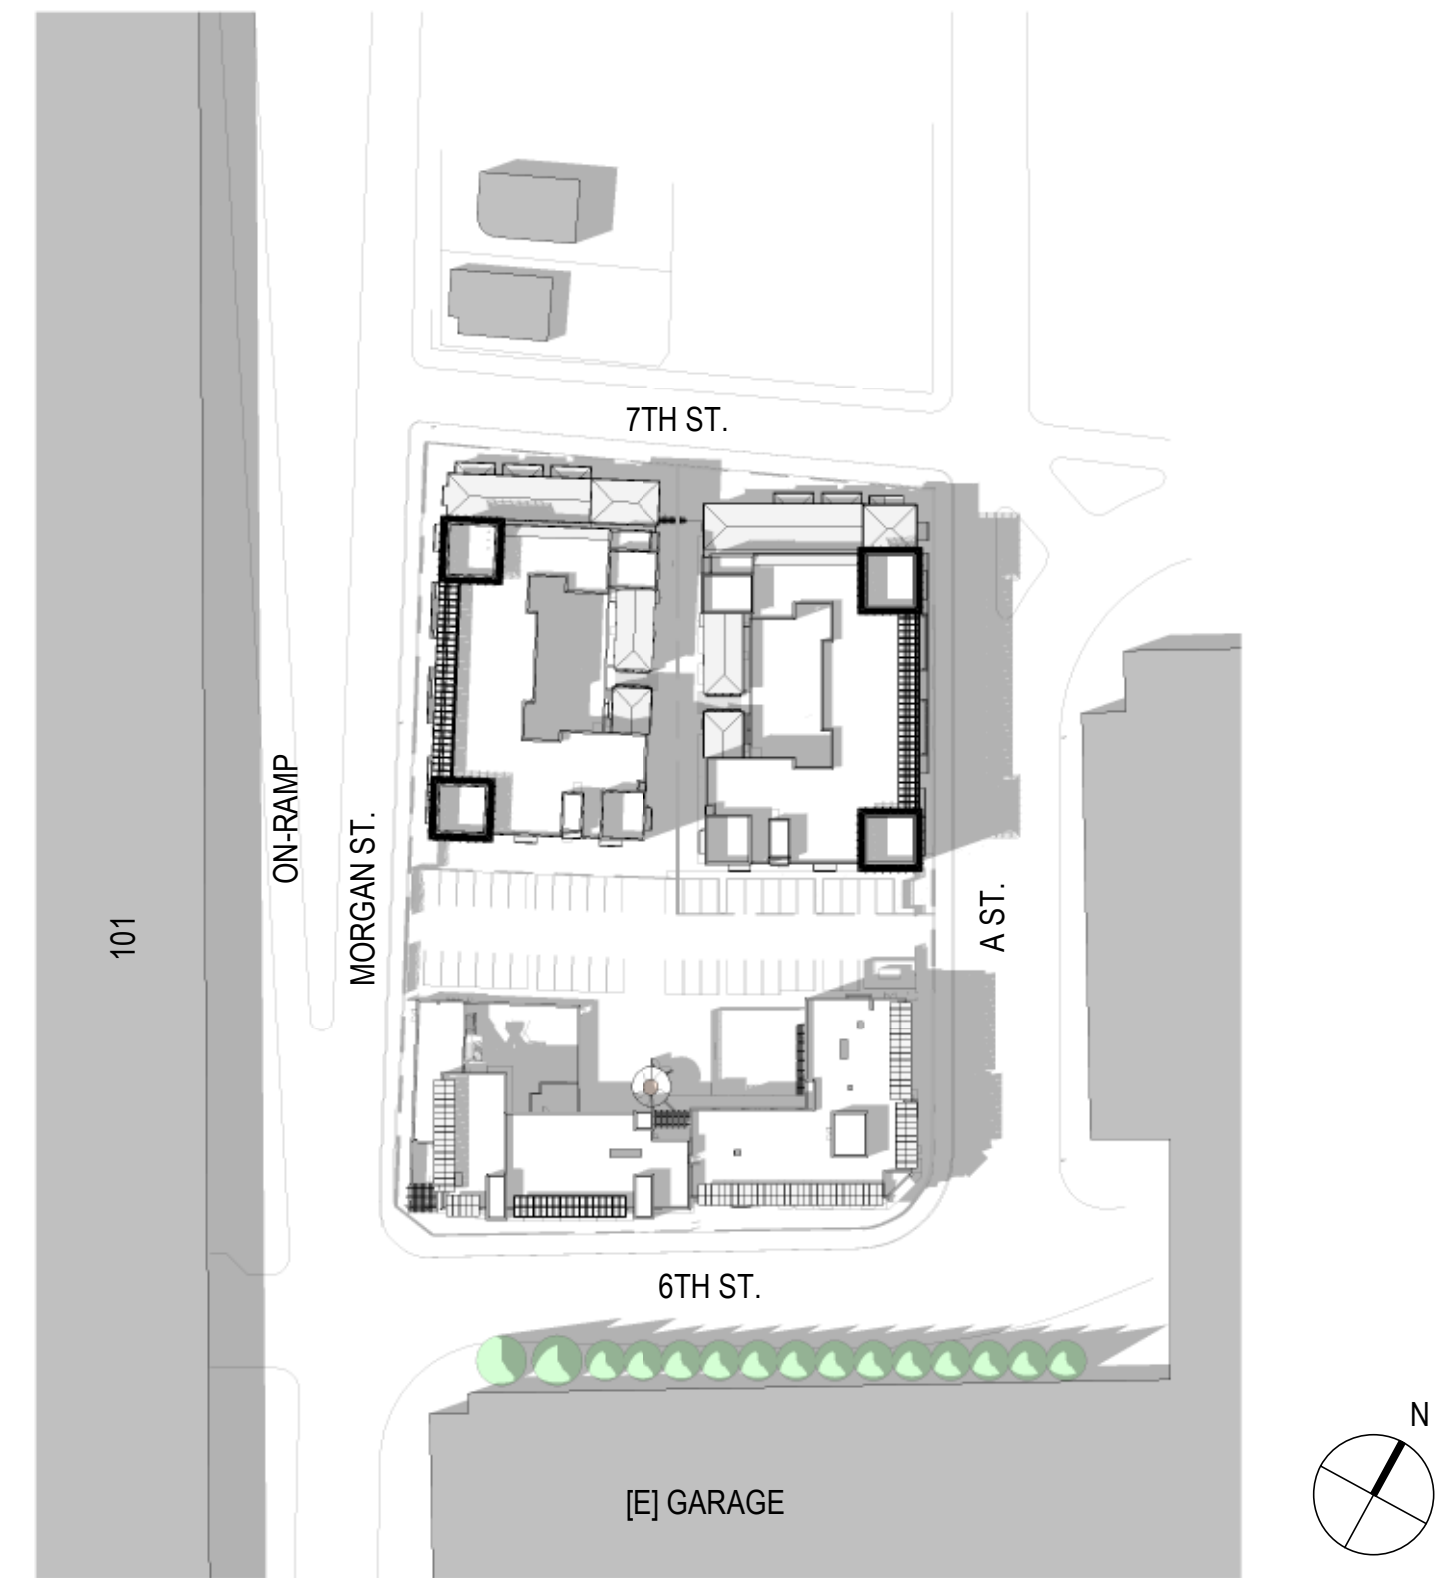 7TH ST.
ON-RAMP
MORGAN ST.
101
A ST.
6TH ST.
N
[E] GARAGE